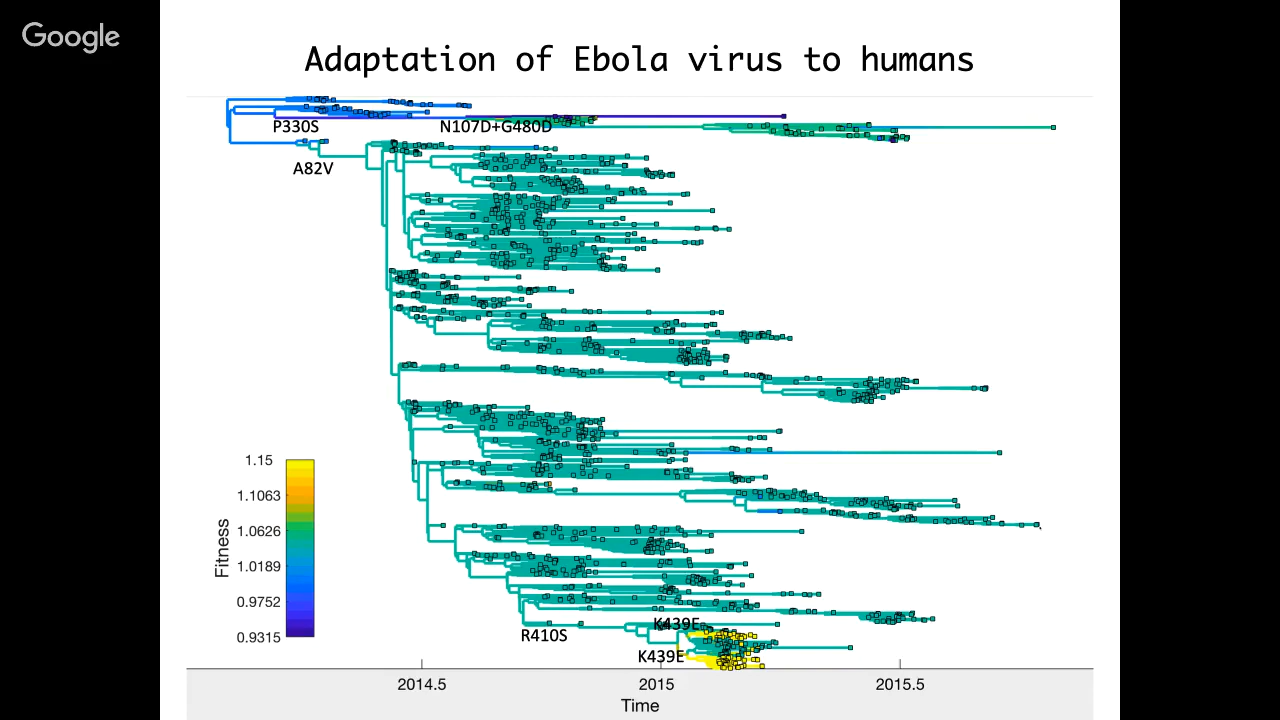 Google
Adaptation of Ebola virus to humans
P330S
N107D+G480D
A82V
1.15
1.1063
1.0626
1.0189
0.9752
0.9315
Fitness
R410S
K439E
K439E
2014.5
2015
2015.5
Time